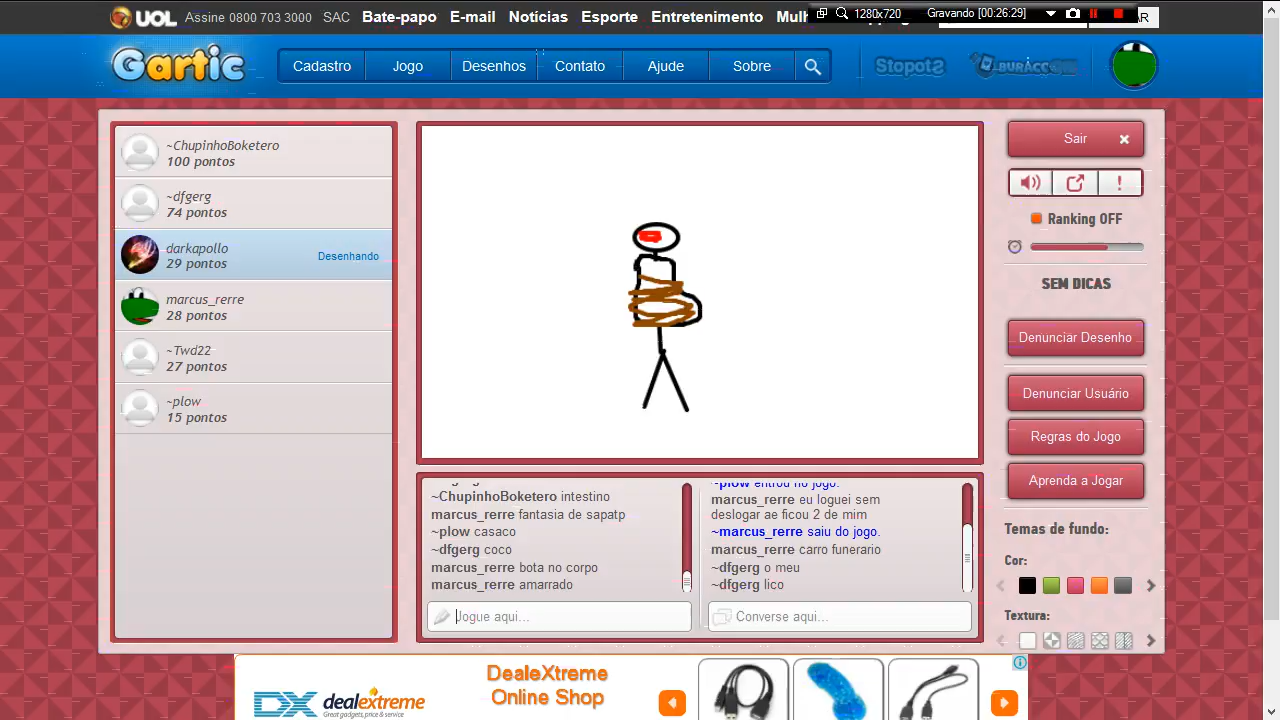 UOL Assine 0800 703 3000 SAC Bate-papo E-mail Notícias Esporte Entretenimento
1280x720 Gravando [00:26:29]
Gartic Cadastro Jogo Desenhos Contato Ajude Sobre StopotS
~ChupinhoBoketero
100 pontos
~dfgerg
74 pontos
darkapollo
29 pontos
Desenhando
marcus_rerre
28 pontos
~Twd22
27 pontos
~plow
15 pontos
Sair
Ranking OFF
SEM DICAS
Denunciar Desenho
Denunciar Usuário
Regras do Jogo
Aprenda a Jogar
Temas de fundo:
Cor:
Textura:
~ChupinhoBoketero intestino
marcus_rerre fantasia de sapatp
~plow casaco
~dfgerg coco
marcus_rerre bota no corpo
marcus_rerre amarrado
Jogue aqui...
~plow entrou no jogo.
marcus_rerre eu loguei sem
deslogar ae ficou 2 de mim
~marcus_rerre saiu do jogo.
marcus_rerre carro funerario
~dfgerg o meu
~dfgerg lico
Converse aqui...
DX dealextreme
Great gadgets, price & service
DealeXtreme
Online Shop